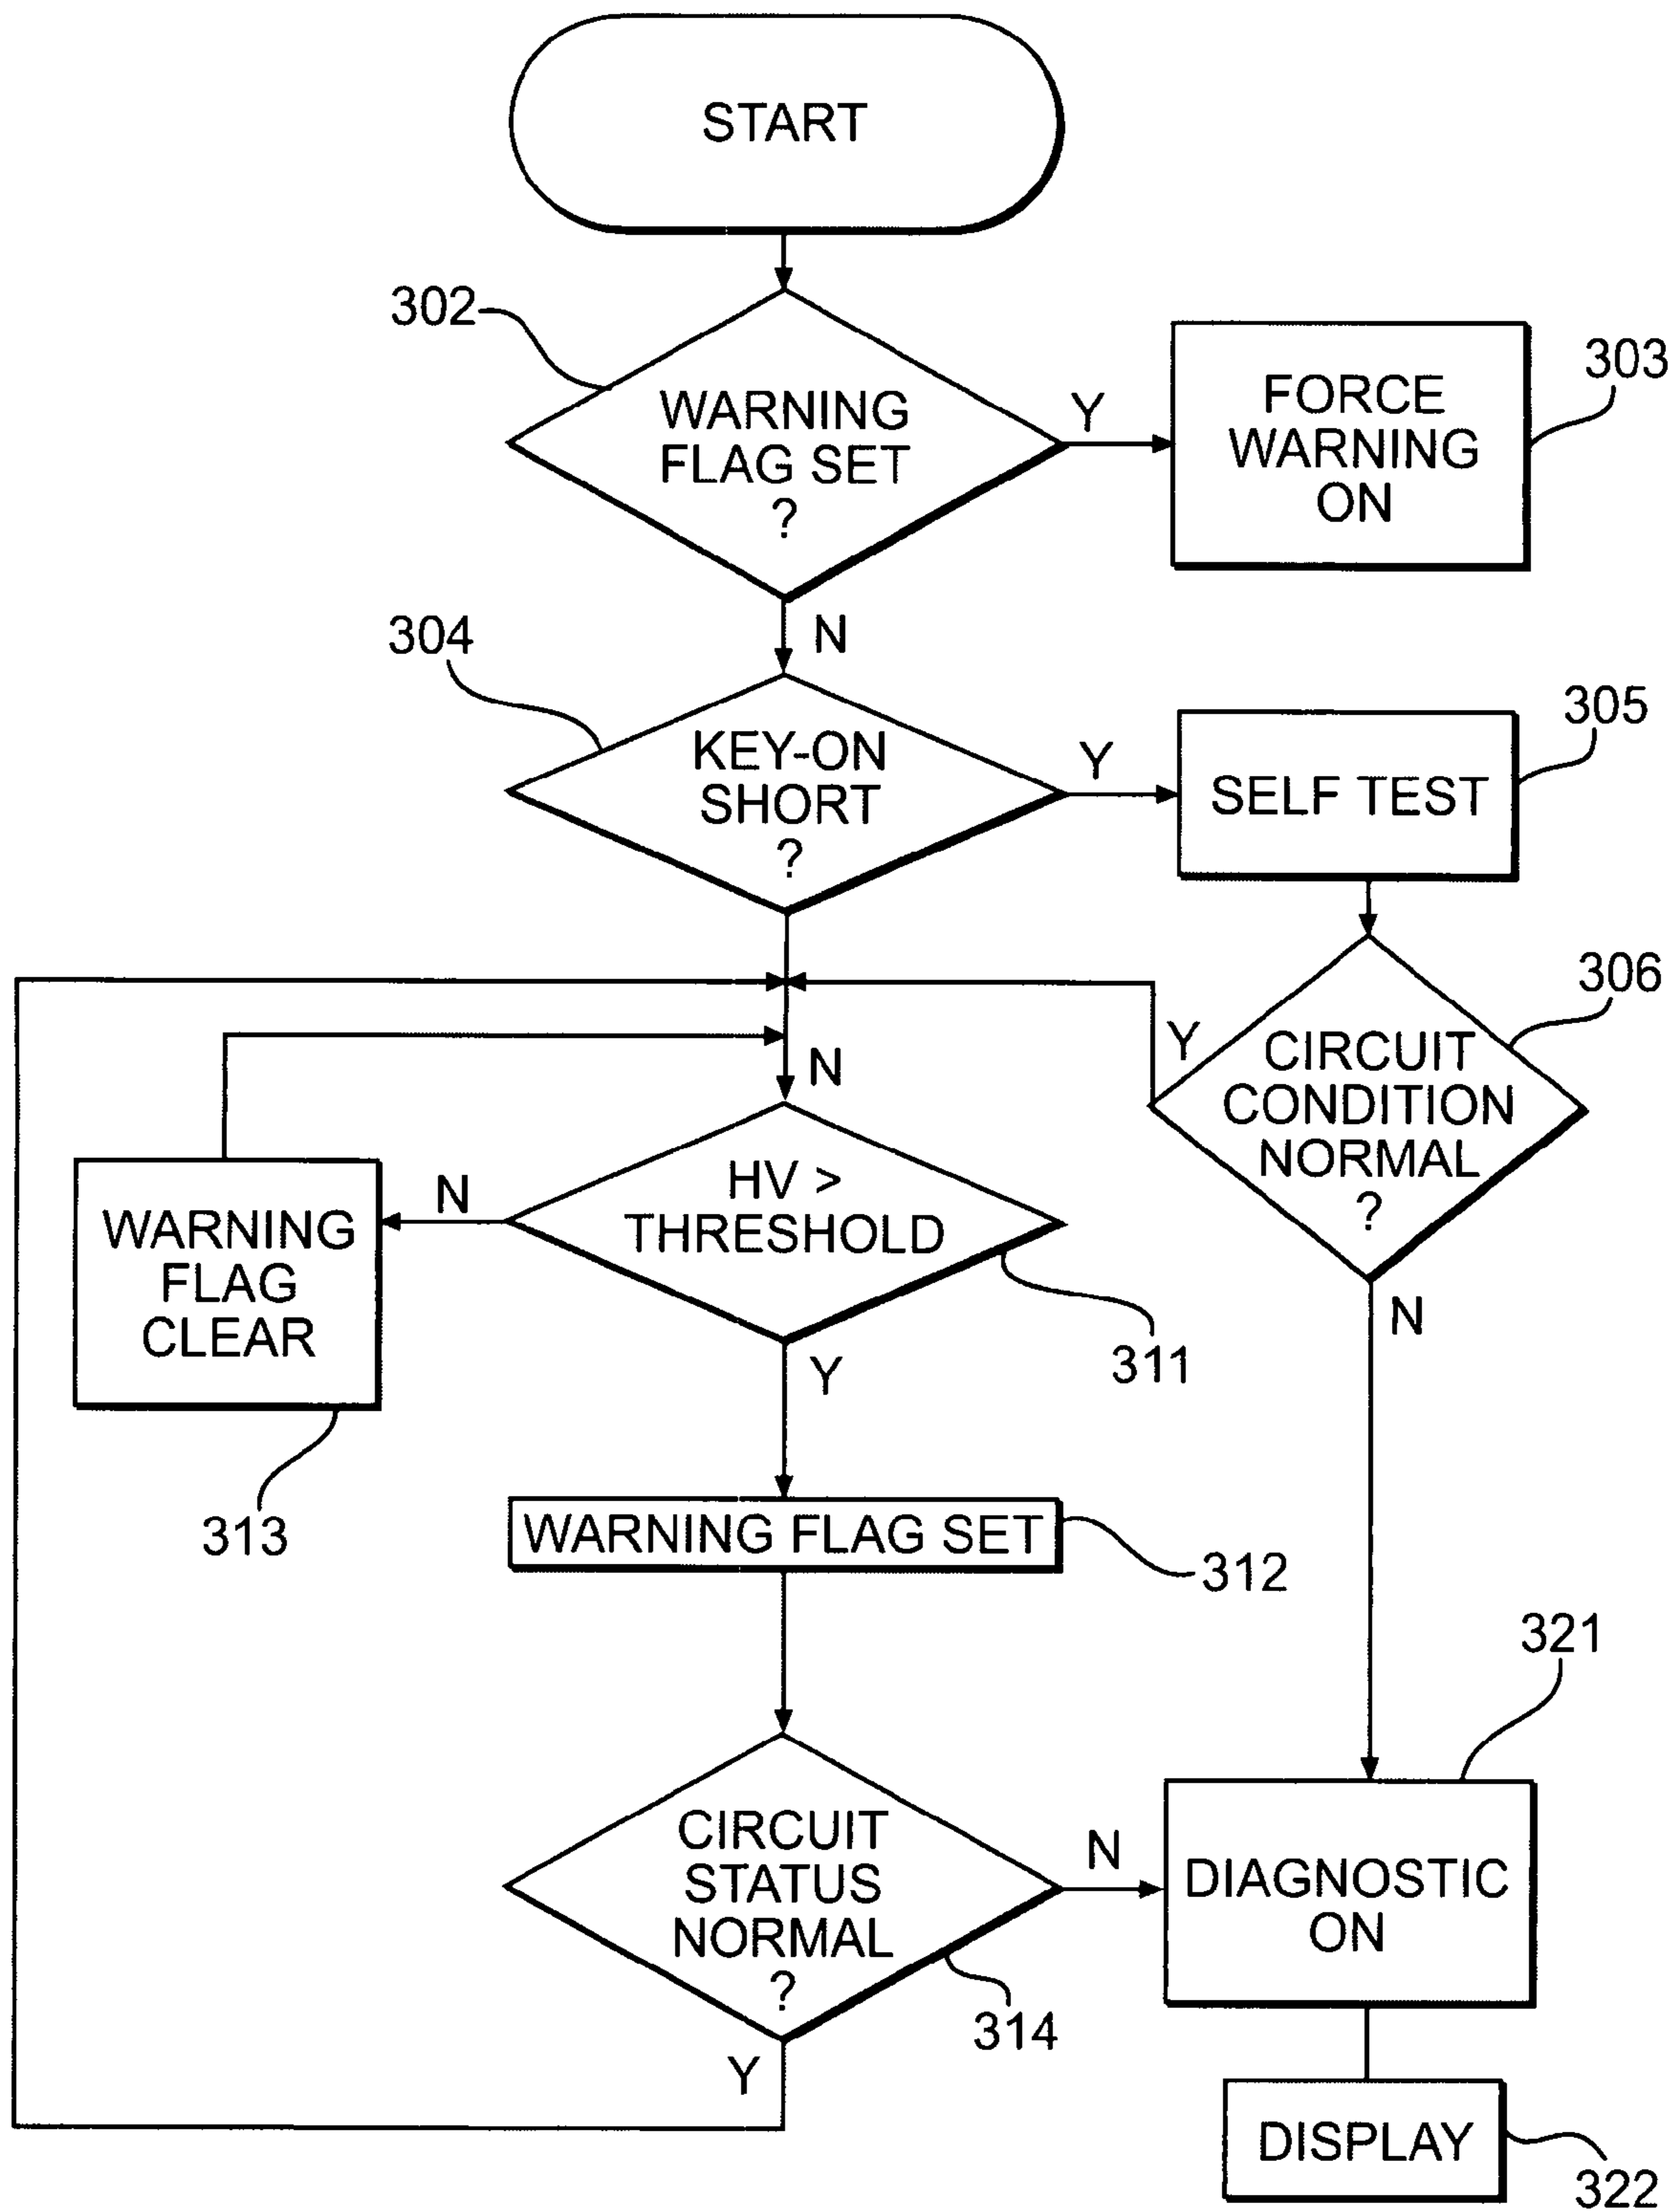 START
302
WARNING
FLAG SET
?
Y
FORCE
WARNING
ON
303
N
304
KEY-ON
SHORT
?
Y
SELF TEST
305
306
Y
CIRCUIT
CONDITION
NORMAL
?
N
N
HV >
THRESHOLD
N
WARNING
FLAG
CLEAR
311
Y
313
WARNING FLAG SET
312
321
CIRCUIT
STATUS
NORMAL
?
N
DIAGNOSTIC
ON
314
Y
DISPLAY
322